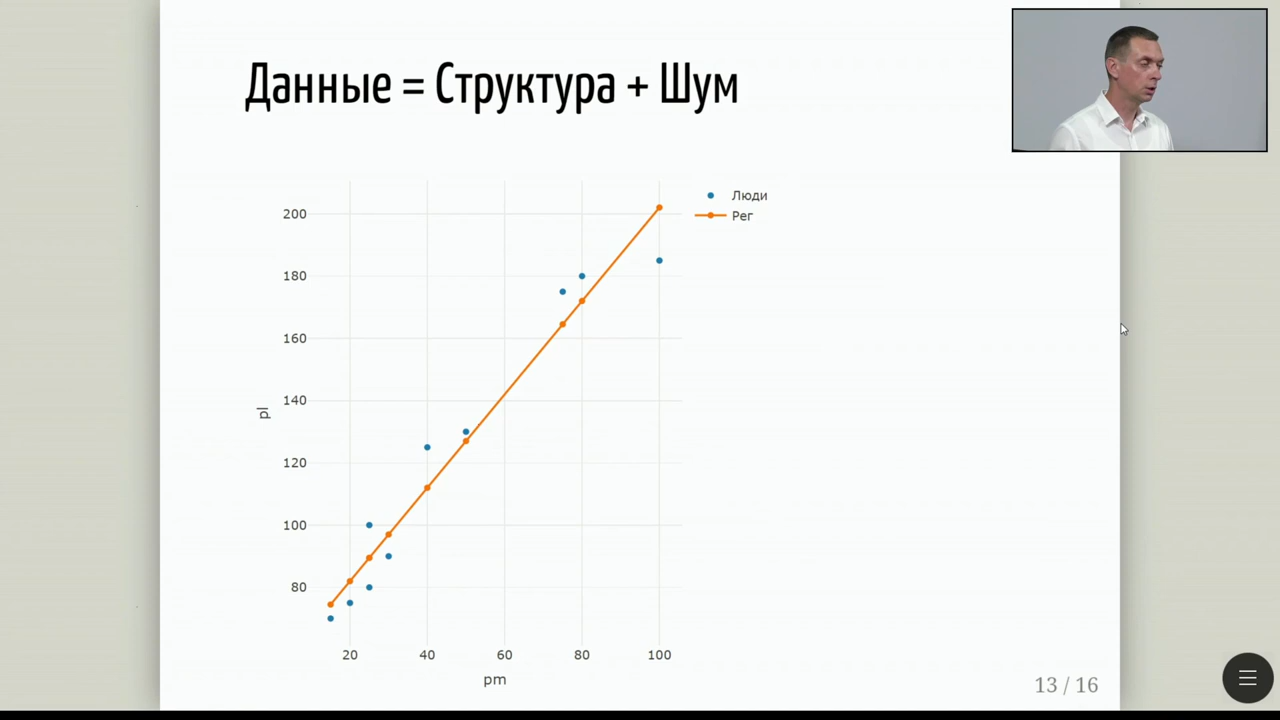 Данные = Структура + Шум
Люди
Рег
200
180
160
140
120
100
80
pl
20 40 60 80 100
pm
13 / 16